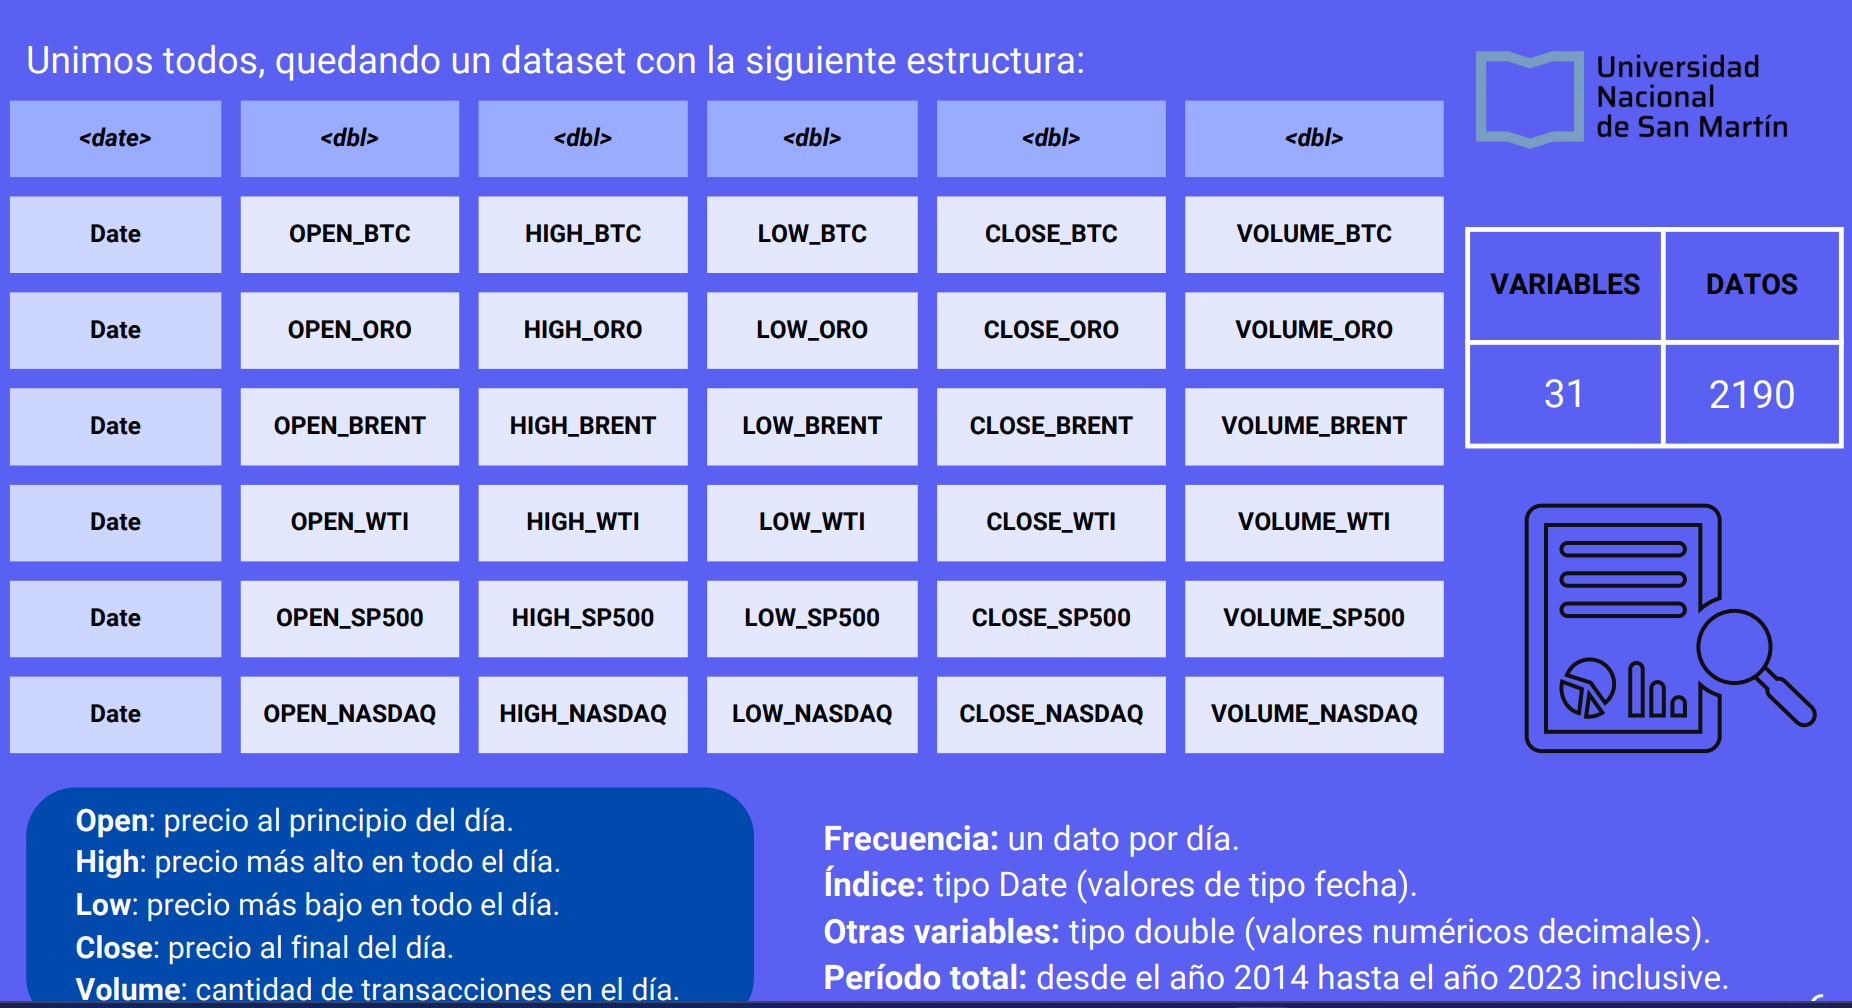 Unimos todos, quedando un dataset con la siguiente estructura:
Universidad
Nacional
de San Martín
<date> <dbl> <dbl> <dbl> <dbl> <dbl>
Date OPEN_BTC HIGH_BTC LOW_BTC CLOSE_BTC VOLUME_BTC
Date OPEN_ORO HIGH_ORO LOW_ORO CLOSE_ORO VOLUME_ORO
Date OPEN_BRENT HIGH_BRENT LOW_BRENT CLOSE_BRENT VOLUME_BRENT
Date OPEN_WTI HIGH_WTI LOW_WTI CLOSE_WTI VOLUME_WTI
Date OPEN_SP500 HIGH_SP500 LOW_SP500 CLOSE_SP500 VOLUME_SP500
Date OPEN_NASDAQ HIGH_NASDAQ LOW_NASDAQ CLOSE_NASDAQ VOLUME_NASDAQ
VARIABLES DATOS
31 2190
Open: precio al principio del día.
High: precio más alto en todo el día.
Low: precio más bajo en todo el día.
Close: precio al final del día.
Volume: cantidad de transacciones en el día.
Frecuencia: un dato por día.
Índice: tipo Date (valores de tipo fecha).
Otras variables: tipo double (valores numéricos decimales).
Período total: desde el año 2014 hasta el año 2023 inclusive.